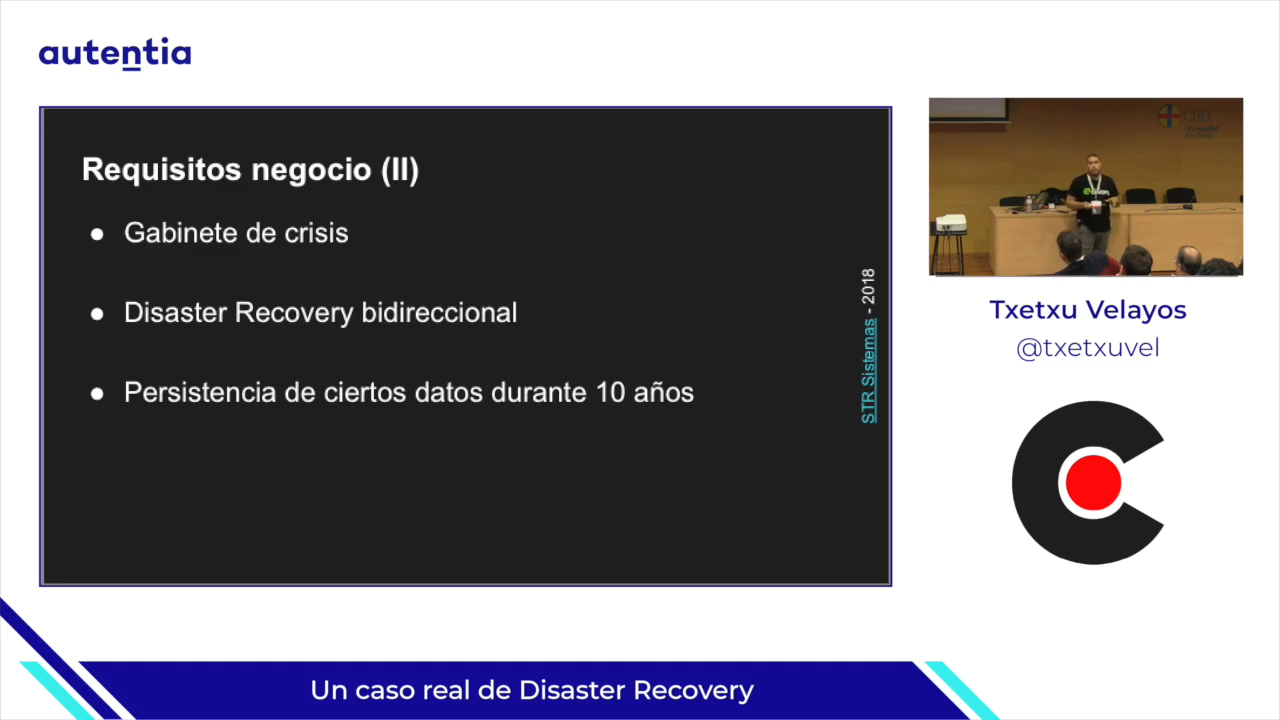 autentia
Requisitos negocio (II)
● Gabinete de crisis
● Disaster Recovery bidireccional
● Persistencia de ciertos datos durante 10 años
STR Sistemas - 2018
CEU
Txetxu Velayos
@txetxuvel
Un caso real de Disaster Recovery